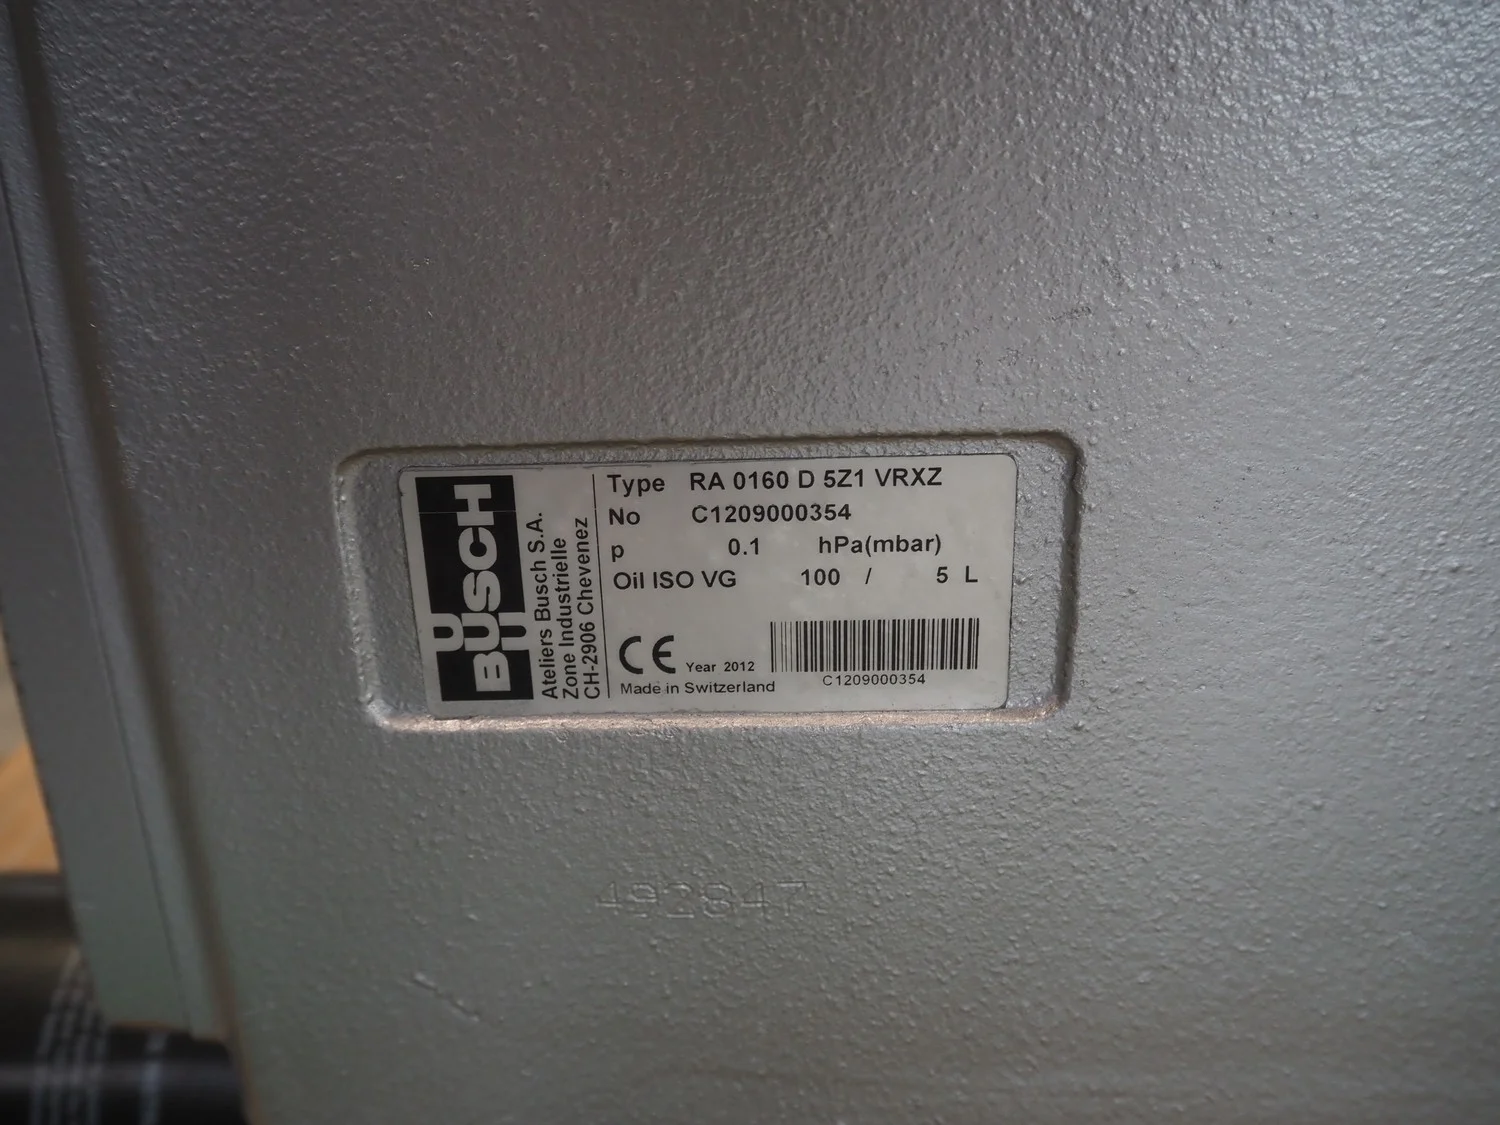 BUSCH
Ateliers Busch S.A.
Zone Industrielle
CH-2906 Chevenez
Type RA 0160 D 5Z1 VRXZ
No C1209000354
p 0.1 hPa(mbar)
Oil ISO VG 100 / 5 L
CE Year 2012
Made in Switzerland
C1209000354
492847